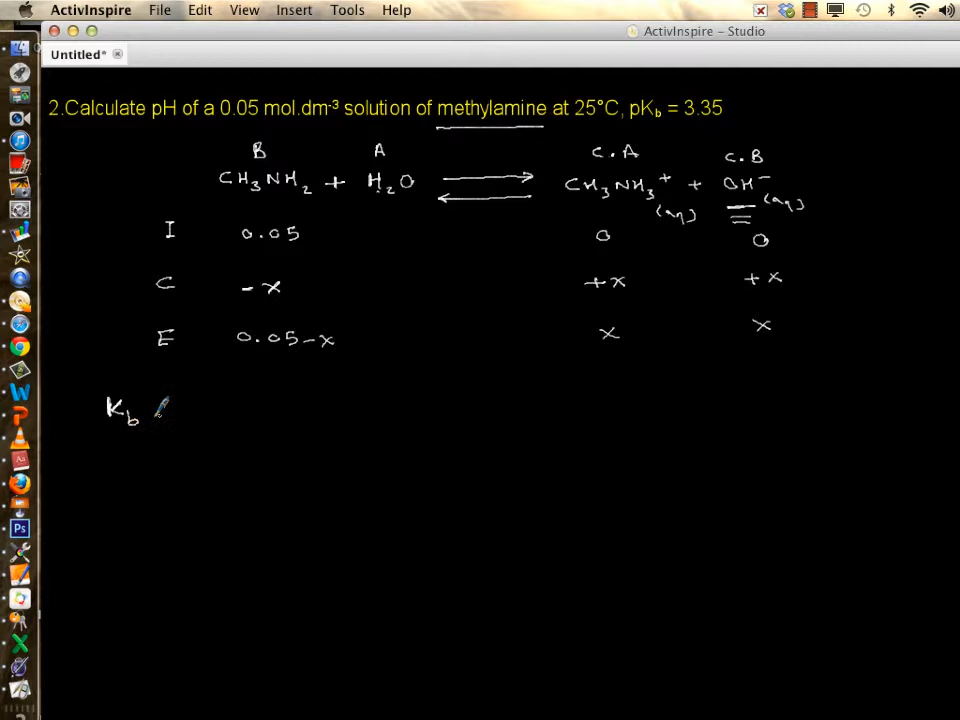 ActivInspire File Edit View Insert Tools Help
ActivInspire – Studio
Untitled*
2.Calculate pH of a 0.05 mol.dm⁻³ solution of methylamine at 25°C, pK_b = 3.35
B A C.A C.B
CH₃NH₂ + H₂O ⇌ CH₃NH₃⁺(aq) + OH⁻(aq)
I 0.05 0 0
C -x +x +x
E 0.05-x x x
K_b